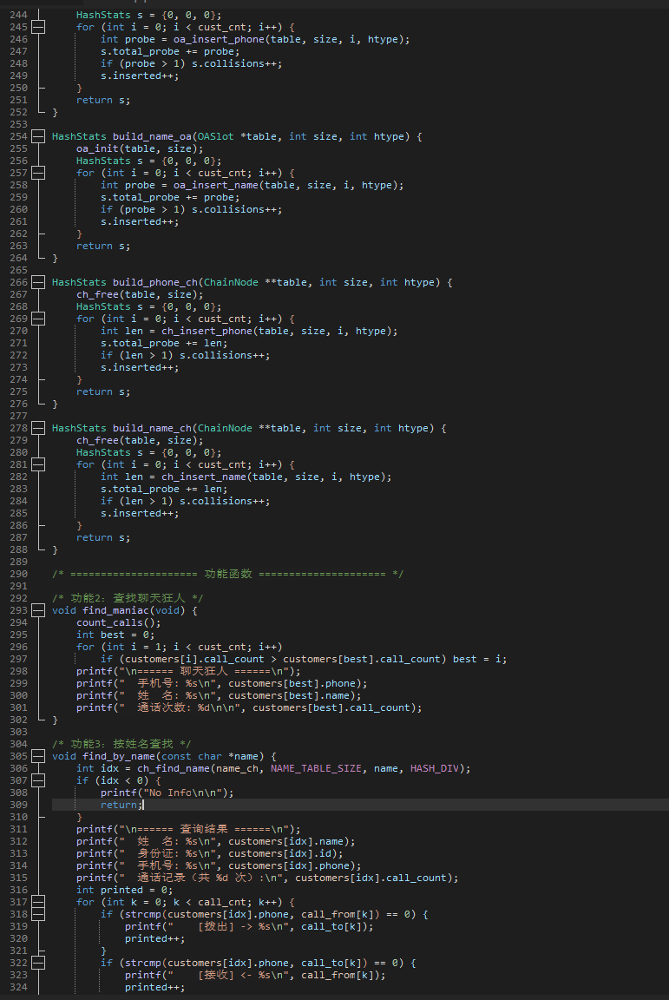 244 HashStats s = {0, 0, 0};
245 for (int i = 0; i < cust_cnt; i++) {
246 int probe = oa_insert_phone(table, size, i, htype);
247 s.total_probe += probe;
248 if (probe > 1) s.collisions++;
249 s.inserted++;
250 }
251 return s;
252 }
253
254 HashStats build_name_oa(OASlot *table, int size, int htype) {
255 oa_init(table, size);
256 HashStats s = {0, 0, 0};
257 for (int i = 0; i < cust_cnt; i++) {
258 int probe = oa_insert_name(table, size, i, htype);
259 s.total_probe += probe;
260 if (probe > 1) s.collisions++;
261 s.inserted++;
262 }
263 return s;
264 }
265
266 HashStats build_phone_ch(ChainNode **table, int size, int htype) {
267 ch_free(table, size);
268 HashStats s = {0, 0, 0};
269 for (int i = 0; i < cust_cnt; i++) {
270 int len = ch_insert_phone(table, size, i, htype);
271 s.total_probe += len;
272 if (len > 1) s.collisions++;
273 s.inserted++;
274 }
275 return s;
276 }
277
278 HashStats build_name_ch(ChainNode **table, int size, int htype) {
279 ch_free(table, size);
280 HashStats s = {0, 0, 0};
281 for (int i = 0; i < cust_cnt; i++) {
282 int len = ch_insert_name(table, size, i, htype);
283 s.total_probe += len;
284 if (len > 1) s.collisions++;
285 s.inserted++;
286 }
287 return s;
288 }
289
290 /* ===================== 功能函数 ===================== */
291
292 /* 功能2: 查找聊天狂人 */
293 void find_maniac(void) {
294 count_calls();
295 int best = 0;
296 for (int i = 1; i < cust_cnt; i++)
297 if (customers[i].call_count > customers[best].call_count) best = i;
298 printf("\n====== 聊天狂人 ======\n");
299 printf("  手机号: %s\n", customers[best].phone);
300 printf("  姓  名: %s\n", customers[best].name);
301 printf("  通话次数: %d\n\n", customers[best].call_count);
302 }
303
304 /* 功能3: 按姓名查找 */
305 void find_by_name(const char *name) {
306 int idx = ch_find_name(name_ch, NAME_TABLE_SIZE, name, HASH_DIV);
307 if (idx < 0) {
308 printf("No Info\n\n");
309 return;
310 }
311 printf("\n====== 查询结果 ======\n");
312 printf("  姓  名: %s\n", customers[idx].name);
313 printf("  身份证: %s\n", customers[idx].id);
314 printf("  手机号: %s\n", customers[idx].phone);
315 printf("  通话记录（共 %d 次）:\n", customers[idx].call_count);
316 int printed = 0;
317 for (int k = 0; k < call_cnt; k++) {
318 if (strcmp(customers[idx].phone, call_from[k]) == 0) {
319 printf("    [拨出] -> %s\n", call_to[k]);
320 printed++;
321 }
322 if (strcmp(customers[idx].phone, call_to[k]) == 0) {
323 printf("    [接收] <- %s\n", call_from[k]);
324 printed++;